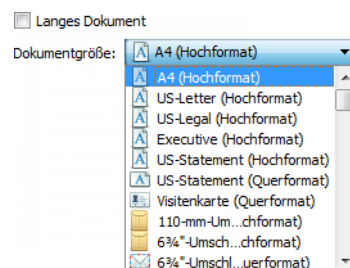 Langes Dokument
Dokumentgröße: A4 (Hochformat)
A4 (Hochformat)
US-Letter (Hochformat)
US-Legal (Hochformat)
Executive (Hochformat)
US-Statement (Hochformat)
US-Statement (Querformat)
Visitenkarte (Querformat)
110-mm-Um...chformat)
6¾"-Umsch...chformat)
6¾"-Umschl...uerformat)